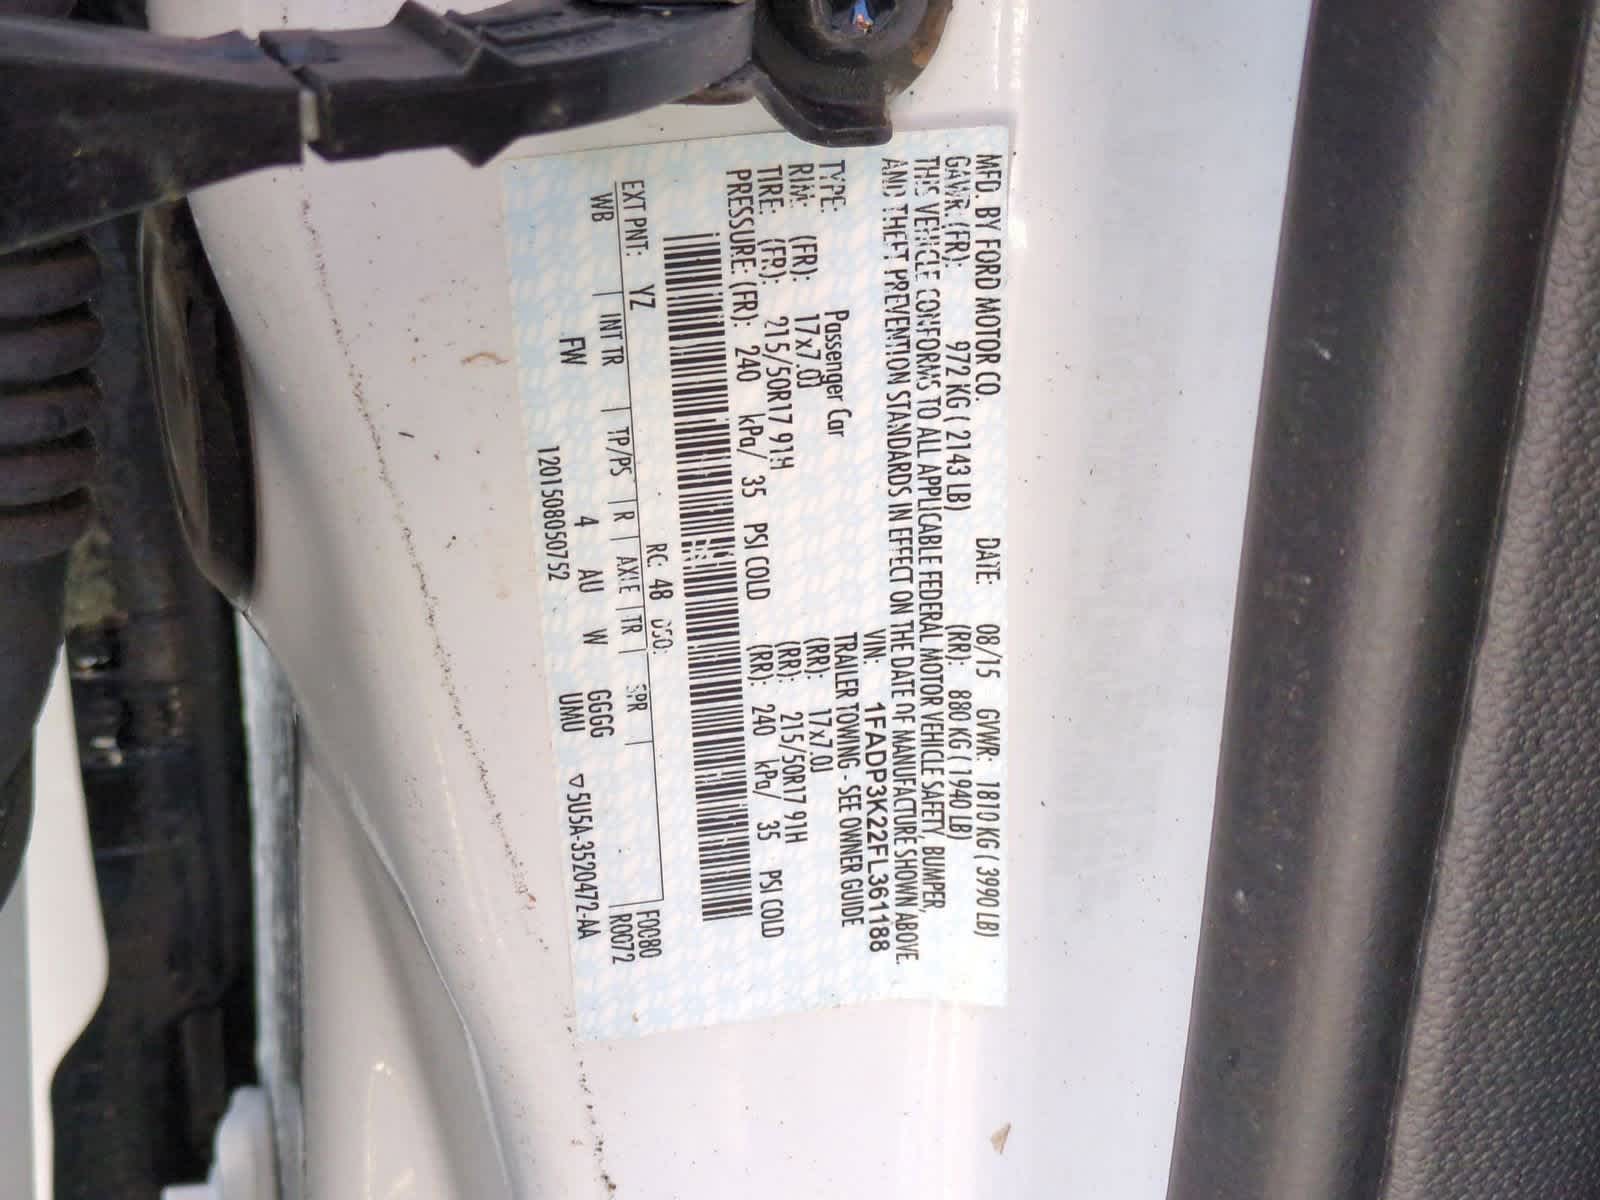 MFD. BY FORD MOTOR CO. DATE: 08/15 GVWR: 1810 KG ( 3990 LB)
GAWR: (FR): 972 KG ( 2143 LB) (RR): 880 KG ( 1940 LB)
THIS VEHICLE CONFORMS TO ALL APPLICABLE FEDERAL MOTOR VEHICLE SAFETY, BUMPER,
AND THEFT PREVENTION STANDARDS IN EFFECT ON THE DATE OF MANUFACTURE SHOWN ABOVE.
VIN: 1FADP3K22FL361188
TYPE: Passenger Car TRAILER TOWING - SEE OWNER GUIDE
RIM: (FR): 17x7.0J (RR): 17x7.0J
TIRE: (FR): 215/50R17 91H (RR): 215/50R17 91H
PRESSURE: (FR): 240 kPa/ 35 PSI COLD (RR): 240 kPa/ 35 PSI COLD
RC: 48 DSO: F0080
EXT PNT: YZ R0072
WB | INT TR | TP/PS | R | AXLE | TR | SPR |
FW 4 AU W GGGG
UMU
1201508050752 ▽5U5A-3520472-AA